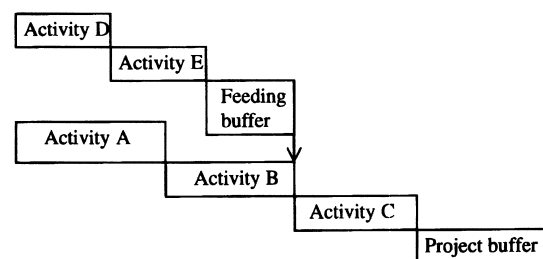 Activity D
Activity E
Feeding
buffer
Activity A
Activity B
Activity C
Project buffer